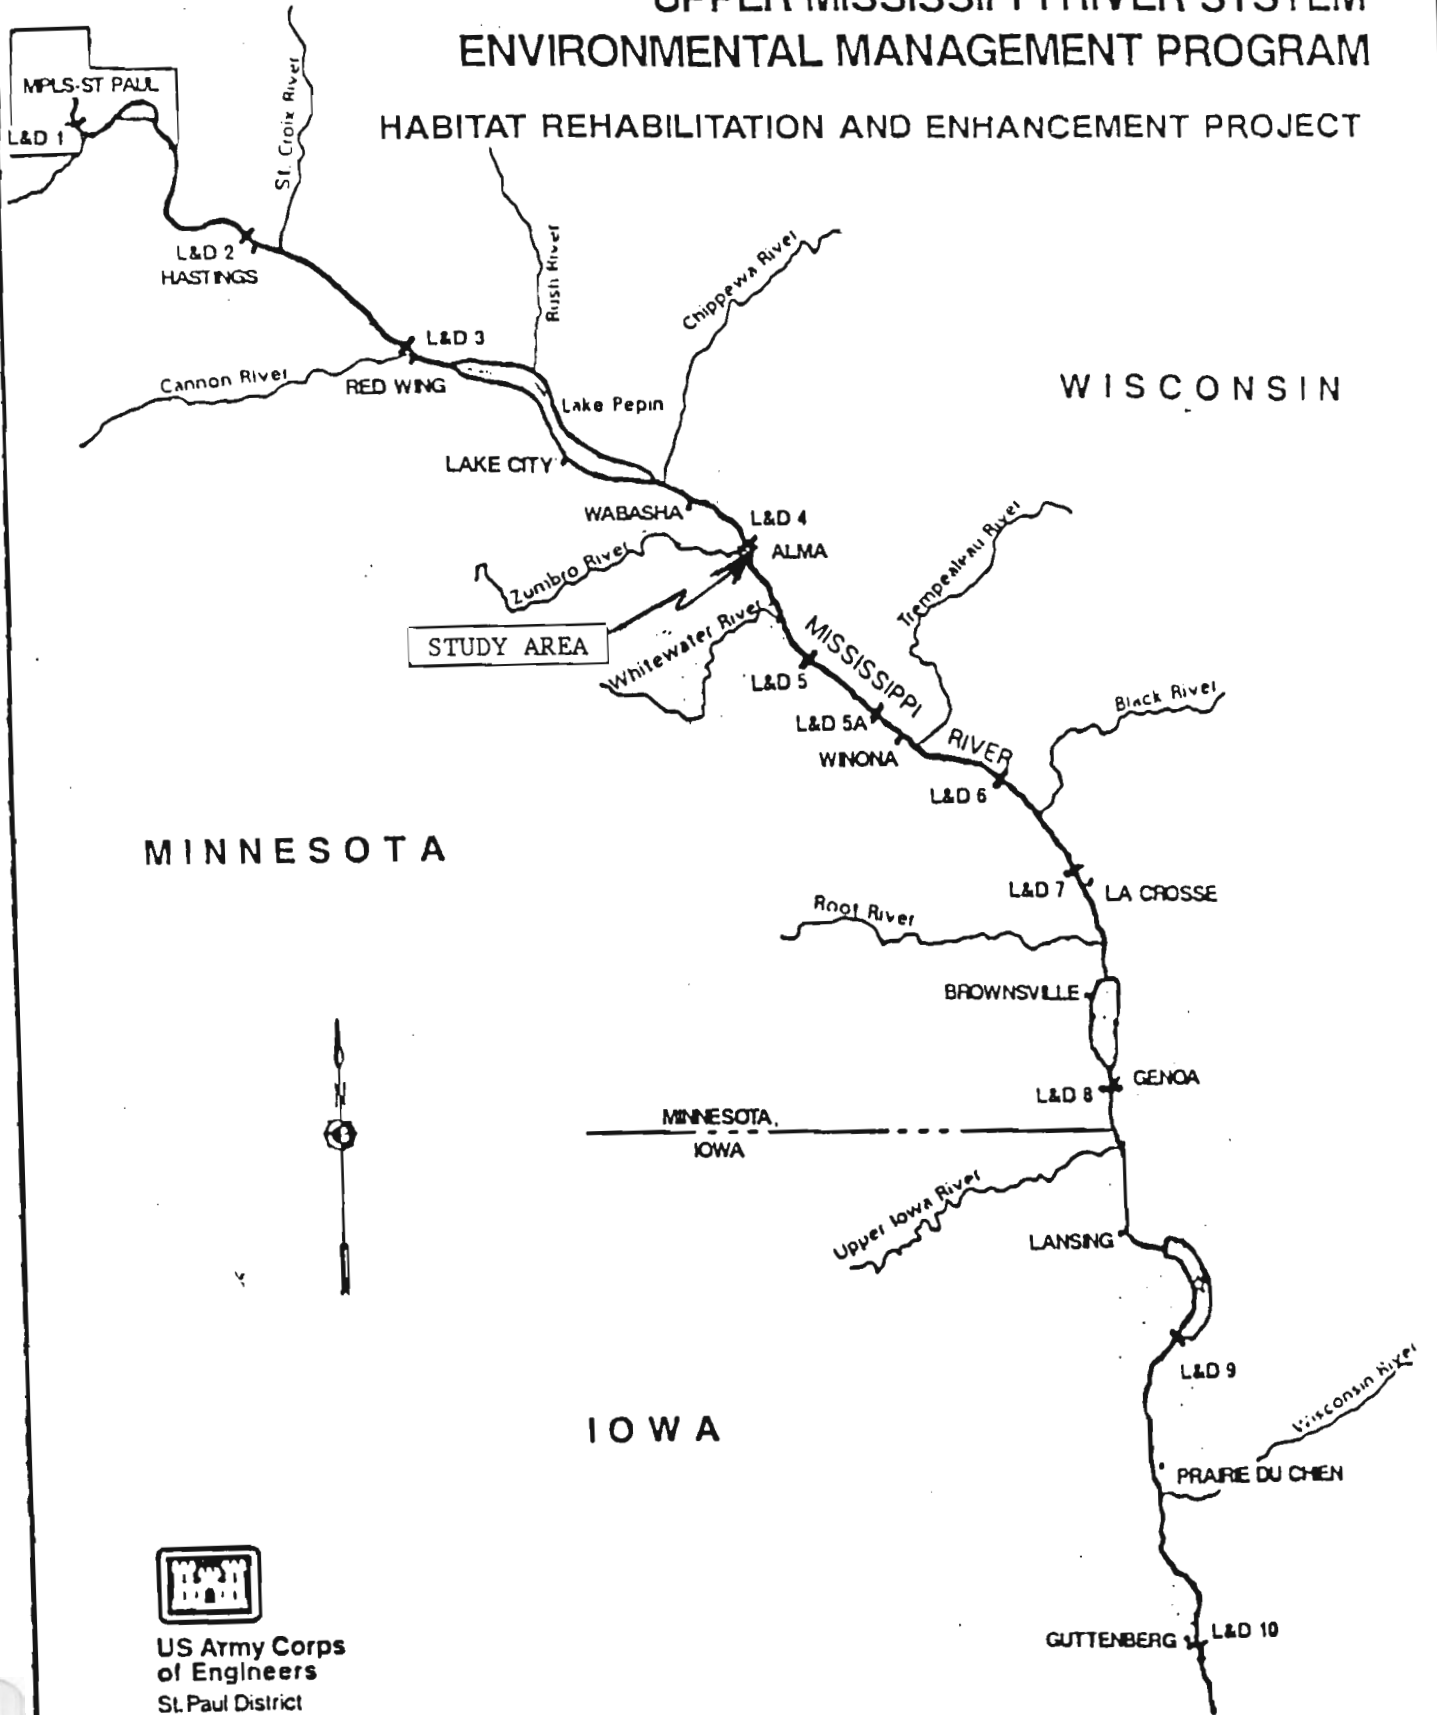 UPPER MISSISSIPPI RIVER SYSTEM
ENVIRONMENTAL MANAGEMENT PROGRAM
HABITAT REHABILITATION AND ENHANCEMENT PROJECT
MPLS-ST PAUL
L&D 1
St. Croix River
L&D 2
HASTINGS
Rush River
Chippewa River
L&D 3
Cannon River
RED WING
WISCONSIN
Lake Pepin
LAKE CITY
WABASHA
L&D 4
ALMA
Zumbro River
Trempealeau River
STUDY AREA
Whitewater River
MISSISSIPPI RIVER
L&D 5
L&D 5A
WINONA
Black River
L&D 6
MINNESOTA
L&D 7
LA CROSSE
Root River
BROWNSVILLE
GENOA
L&D 8
N
MINNESOTA
IOWA
Upper Iowa River
LANSING
L&D 9
Wisconsin River
IOWA
PRAIRIE DU CHIEN
GUTTENBERG
L&D 10
US Army Corps
of Engineers
St. Paul District